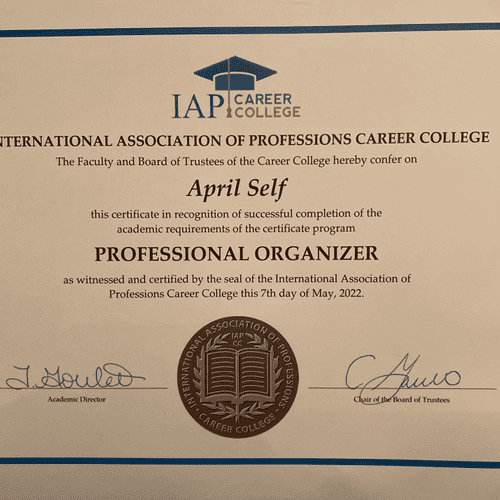 IAP CAREER COLLEGE
NTERNATIONAL ASSOCIATION OF PROFESSIONS CAREER COLLEGE
The Faculty and Board of Trustees of the Career College hereby confer on
April Self
this certificate in recognition of successful completion of the
academic requirements of the certificate program
PROFESSIONAL ORGANIZER
as witnessed and certified by the seal of the International Association of
Professions Career College this 7th day of May, 2022.
INTERNATIONAL ASSOCIATION OF PROFESSIONS
IAP
CC
CAREER COLLEGE
Academic Director
Chair of the Board of Trustees